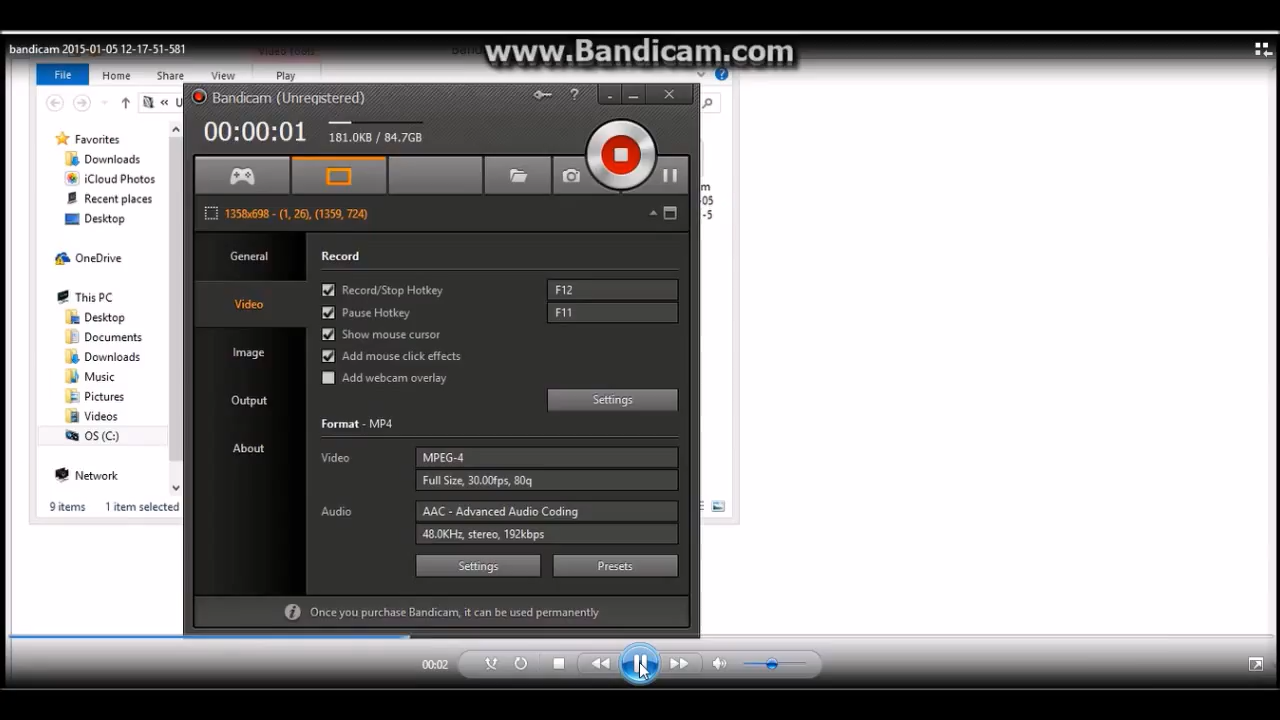 www.Bandicam.com
bandicam 2015-01-05 12-17-51-581
File Home Share View Play
Bandicam (Unregistered)
00:00:01
181.0KB / 84.7GB
« U
1358x698 - (1, 26), (1359, 724)
Favorites
Downloads
iCloud Photos
Recent places
Desktop
OneDrive
This PC
Desktop
Documents
Downloads
Music
Pictures
Videos
OS (C:)
Network
9 items 1 item selected
General
Video
Image
Output
About
Record
Record/Stop Hotkey F12
Pause Hotkey F11
Show mouse cursor
Add mouse click effects
Add webcam overlay
Settings
Format - MP4
Video MPEG-4
Full Size, 30.00fps, 80q
Audio AAC - Advanced Audio Coding
48.0KHz, stereo, 192kbps
Settings Presets
Once you purchase Bandicam, it can be used permanently
m
-05
-5
00:02